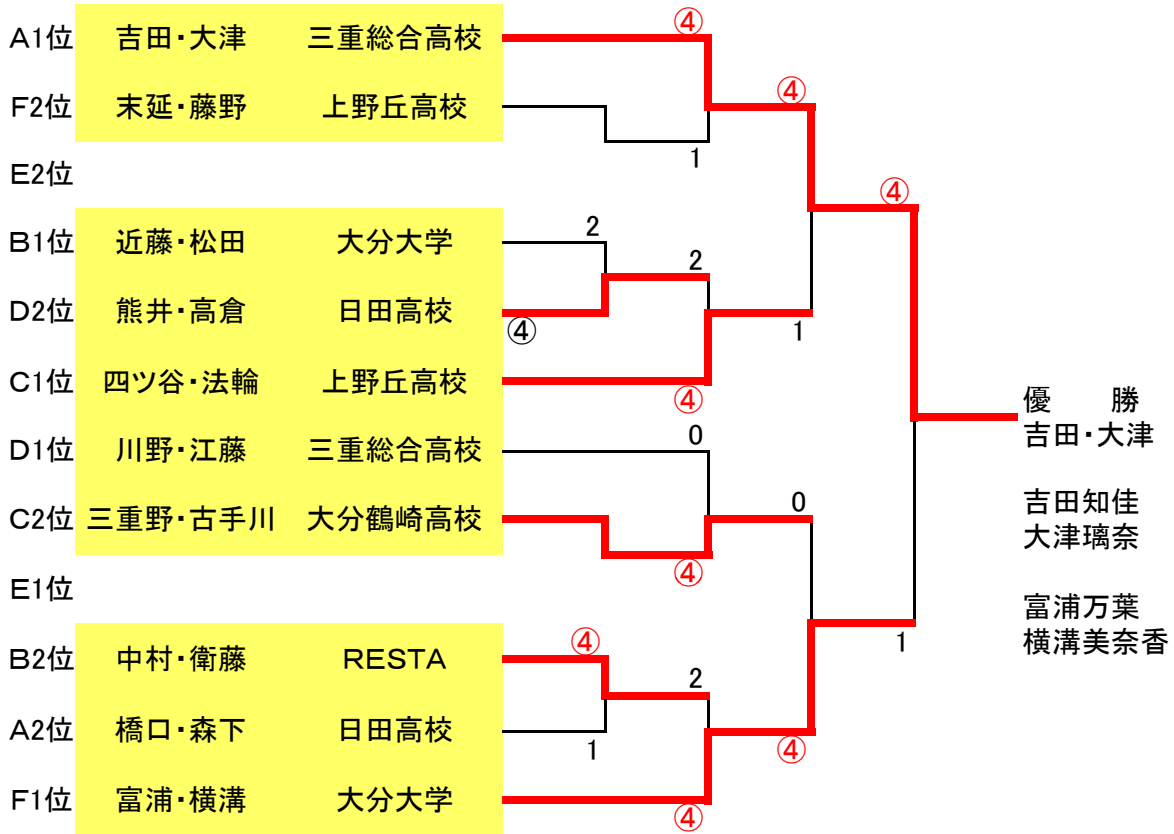 A1位 吉田・大津 三重総合高校 ④
④
F2位 末延・藤野 上野丘高校
1
E2位
④
B1位 近藤・松田 大分大学 2
2
D2位 熊井・高倉 日田高校 ④
1
C1位 四ツ谷・法輪 上野丘高校 ④
優 勝
吉田・大津
D1位 川野・江藤 三重総合高校 0
C2位 三重野・古手川 大分鶴崎高校 0
吉田知佳
大津璃奈
④
E1位
富浦万葉
横溝美奈香
④
1
B2位 中村・衛藤 RESTA 2
A2位 橋口・森下 日田高校 1
④
F1位 富浦・横溝 大分大学 ④